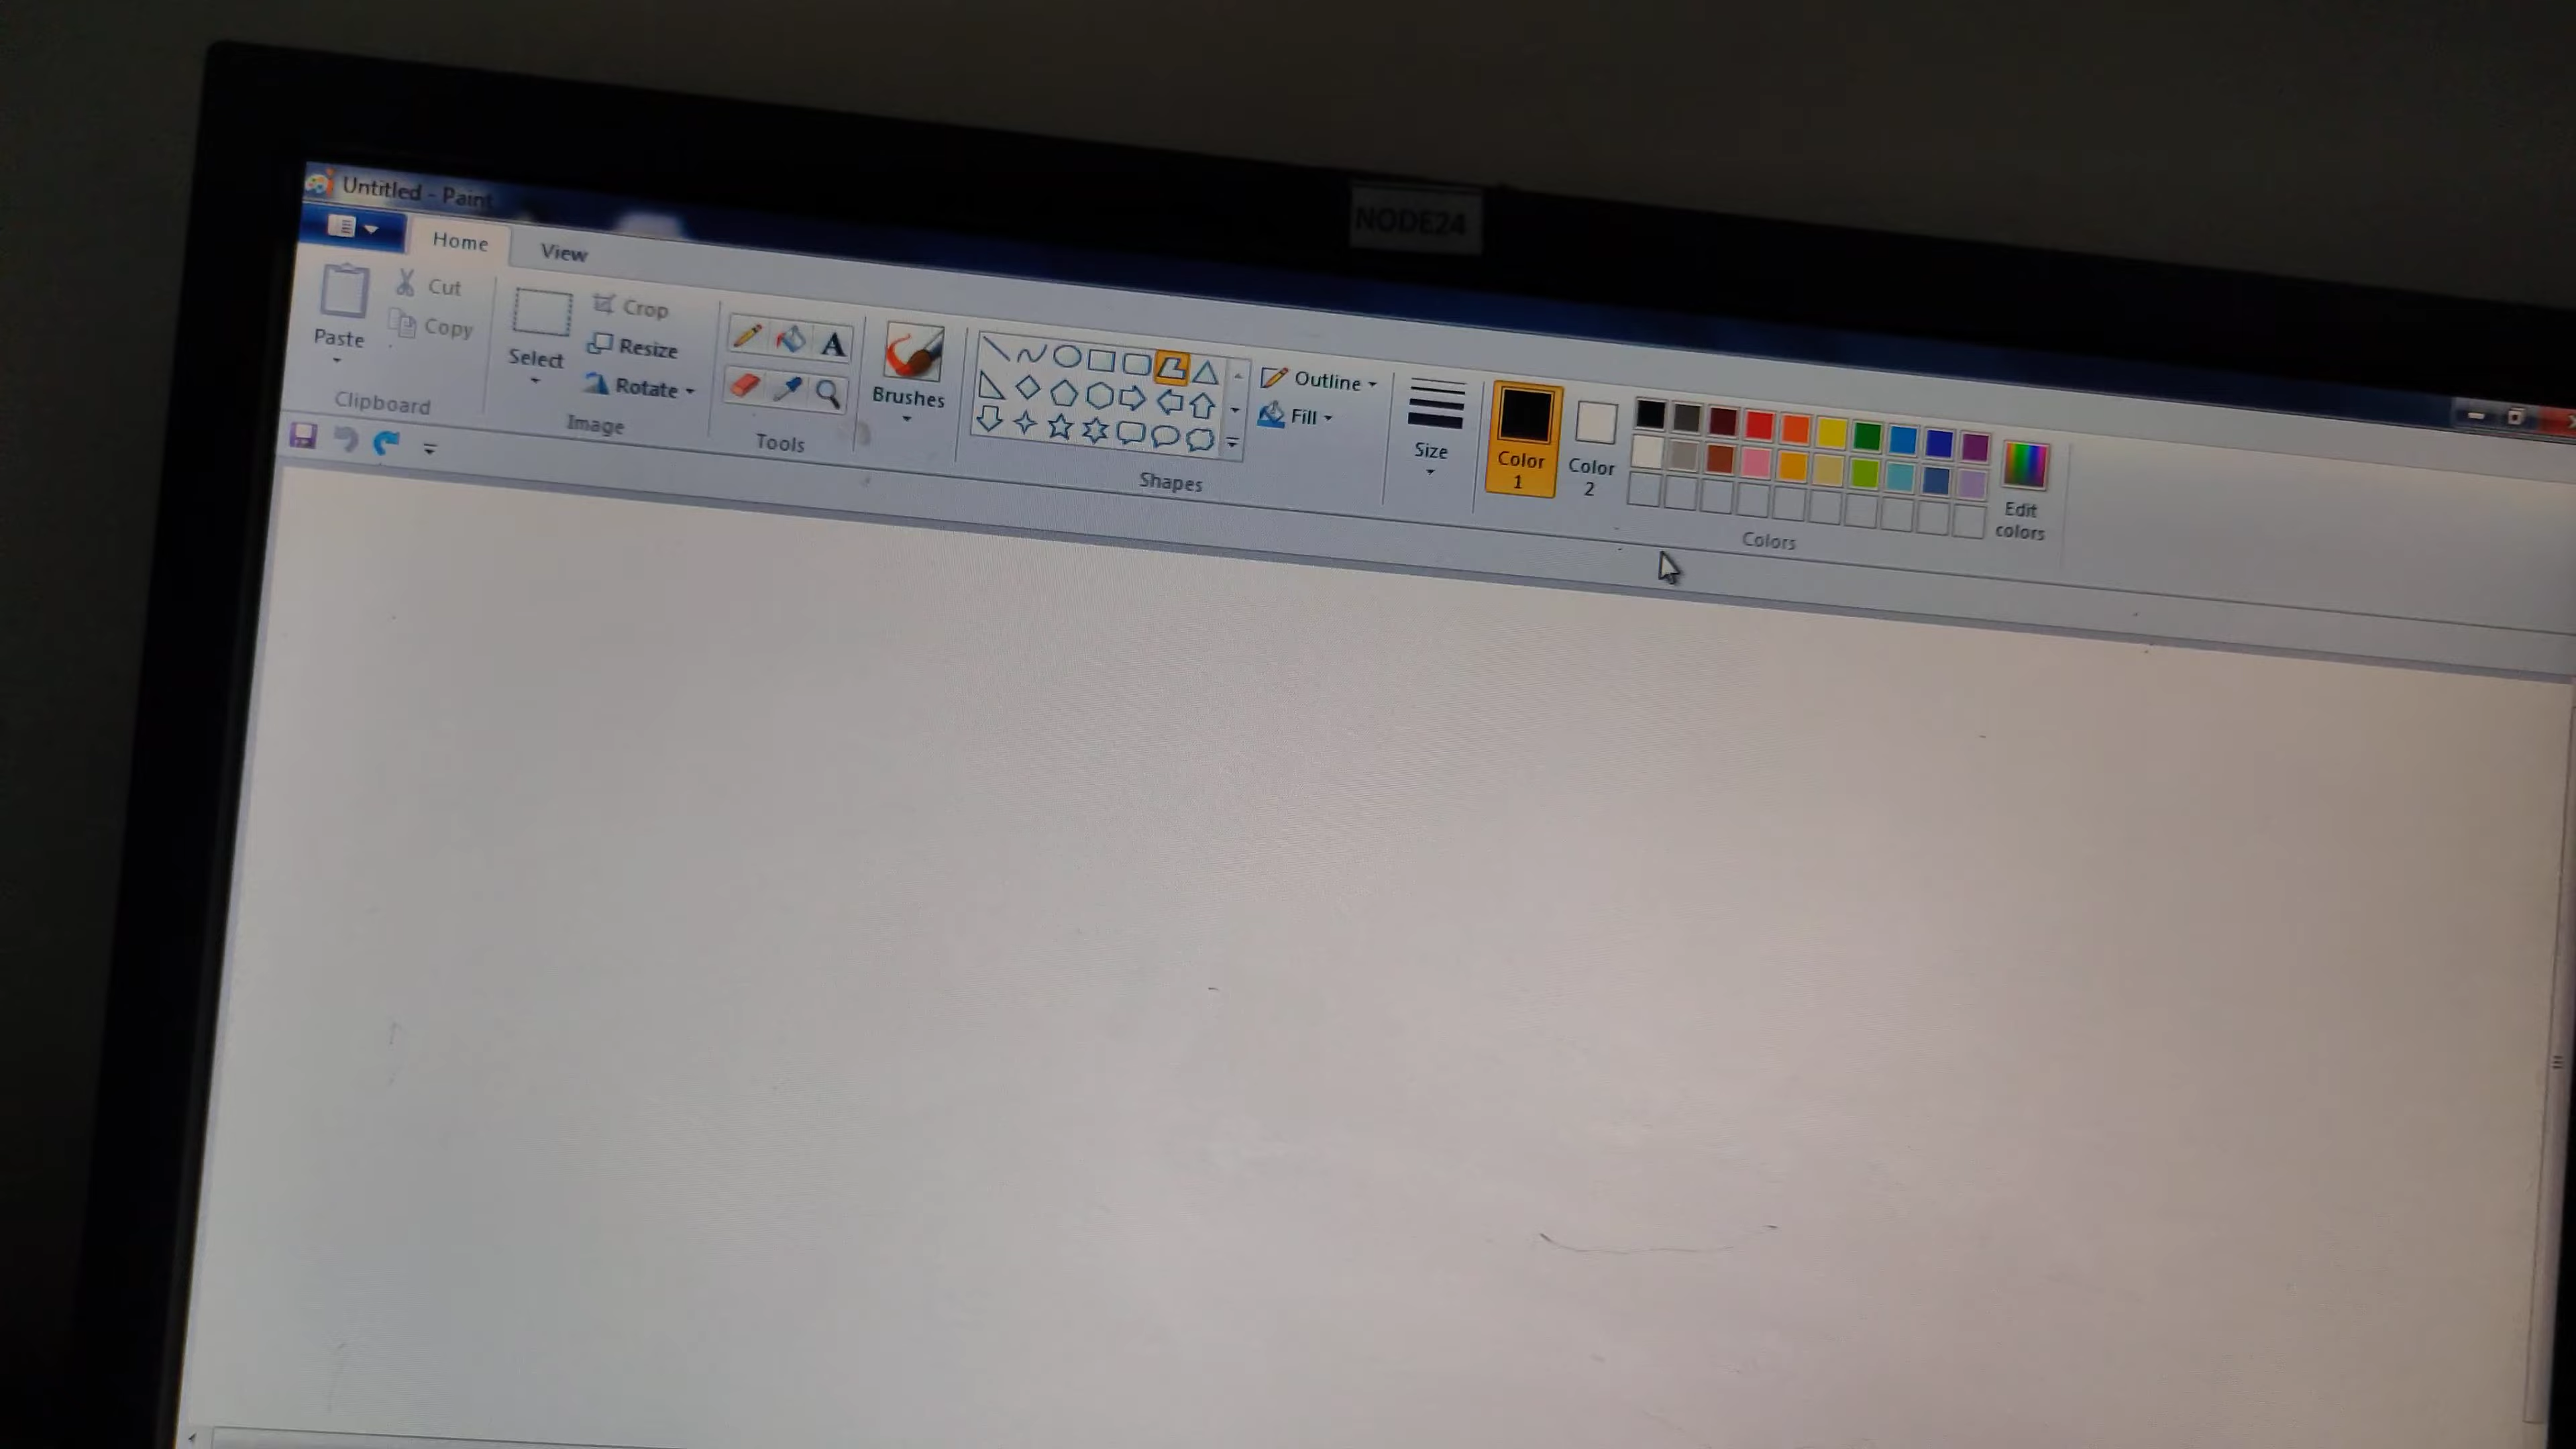 NODE24
Untitled - Paint
Home View
Paste
Cut
Copy
Clipboard
Select
Crop
Resize
Rotate
Image
A
Tools
Brushes
Shapes
Outline
Fill
Size
Color
1
Color
2
Colors
Edit
colors